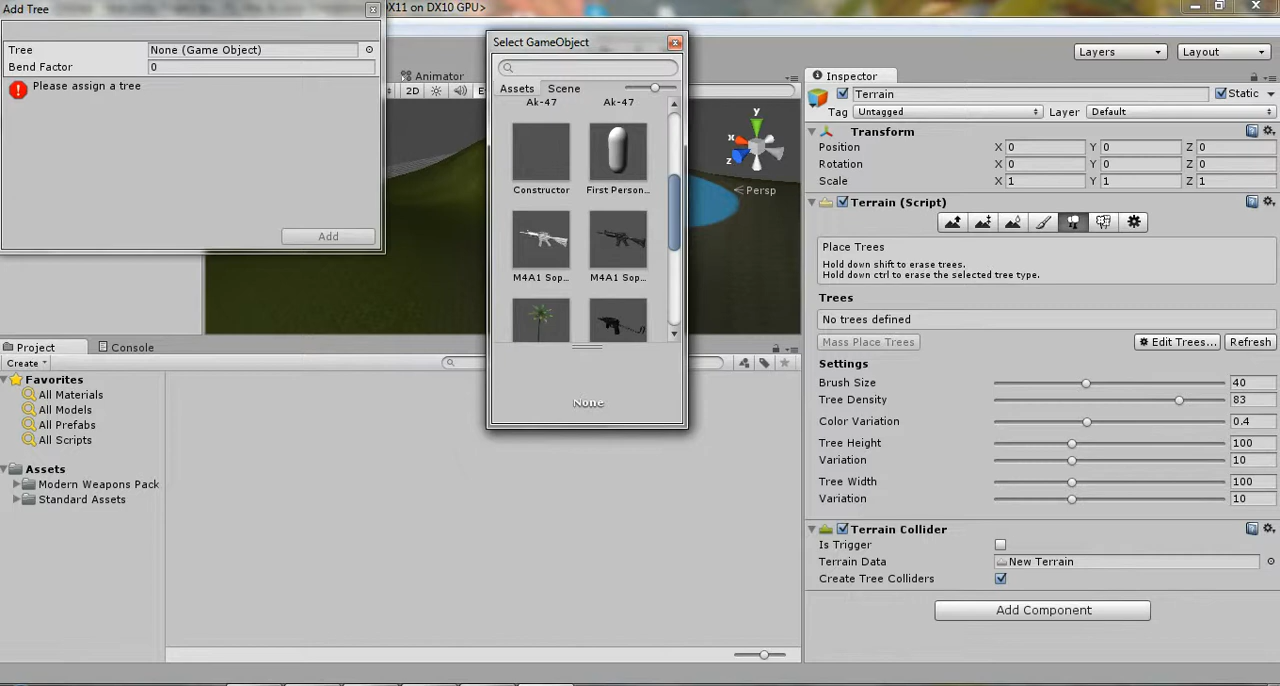 Add Tree
DX11 on DX10 GPU>
Tree
None (Game Object)
Bend Factor
0
Please assign a tree
Add
Select GameObject
Assets
Scene
Ak-47
Ak-47
Constructor
First Person...
M4A1 Sop...
M4A1 Sop...
None
Animator
2D
y
x
z
Persp
Layers
Layout
Inspector
Terrain
Static
Tag
Untagged
Layer
Default
Transform
Position
X 0
Y 0
Z 0
Rotation
X 0
Y 0
Z 0
Scale
X 1
Y 1
Z 1
Terrain (Script)
Place Trees
Hold down shift to erase trees.
Hold down ctrl to erase the selected tree type.
Trees
No trees defined
Mass Place Trees
Edit Trees...
Refresh
Settings
Brush Size
40
Tree Density
83
Color Variation
0.4
Tree Height
100
Variation
10
Tree Width
100
Variation
10
Terrain Collider
Is Trigger
Terrain Data
New Terrain
Create Tree Colliders
Add Component
Project
Console
Create
Favorites
All Materials
All Models
All Prefabs
All Scripts
Assets
Modern Weapons Pack
Standard Assets